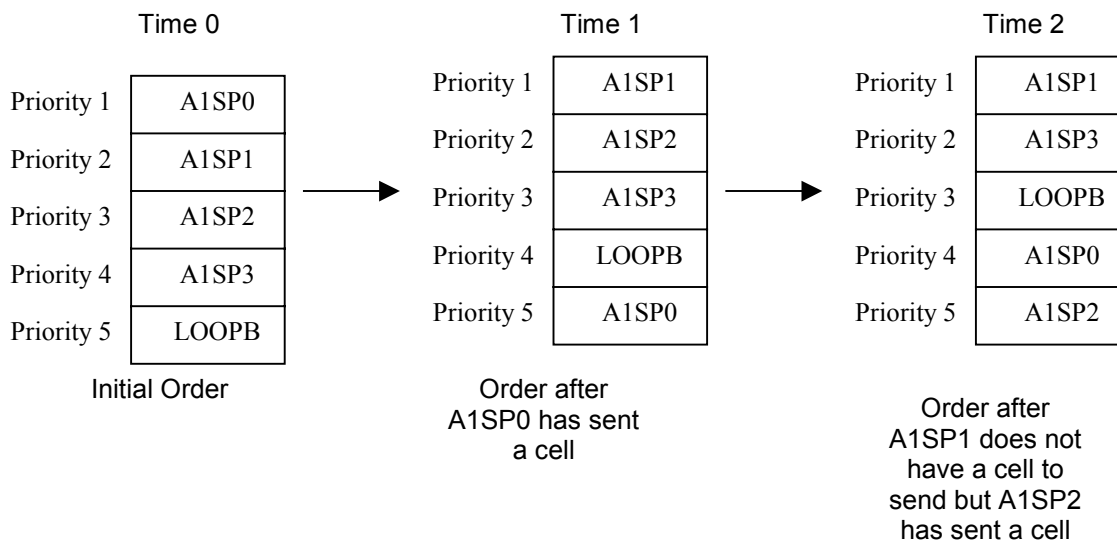 Time 0
Priority 1 A1SP0
Priority 2 A1SP1
Priority 3 A1SP2
Priority 4 A1SP3
Priority 5 LOOPB
Initial Order
Time 1
Priority 1 A1SP1
Priority 2 A1SP2
Priority 3 A1SP3
Priority 4 LOOPB
Priority 5 A1SP0
Order after
A1SP0 has sent
a cell
Time 2
Priority 1 A1SP1
Priority 2 A1SP3
Priority 3 LOOPB
Priority 4 A1SP0
Priority 5 A1SP2
Order after
A1SP1 does not
have a cell to
send but A1SP2
has sent a cell